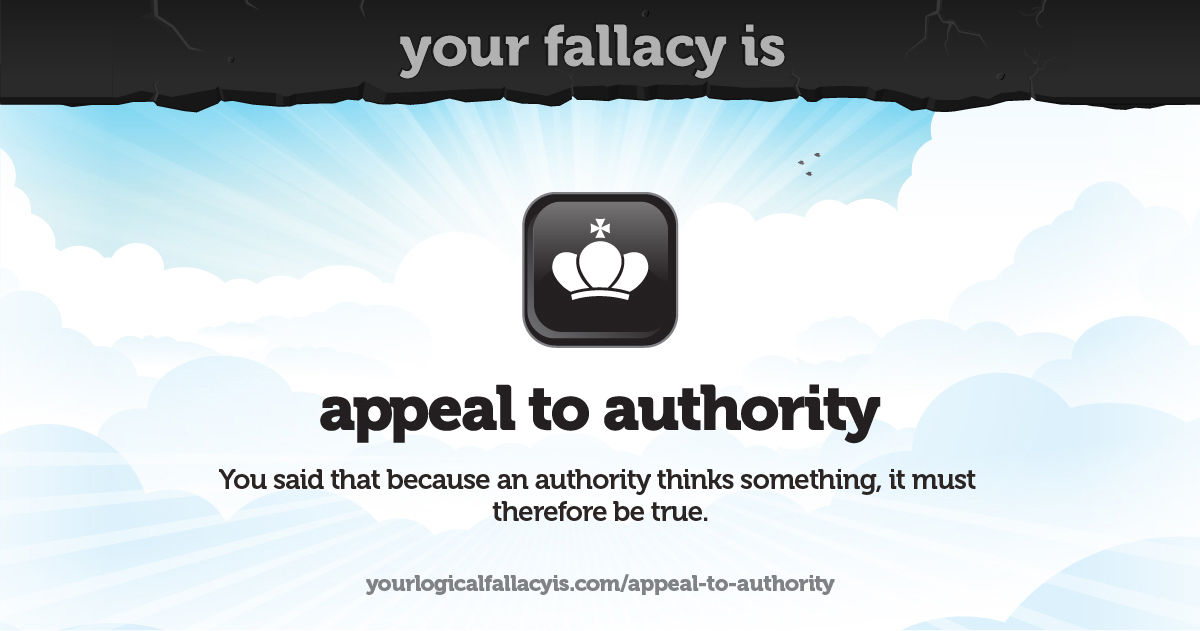 your fallacy is
appeal to authority
You said that because an authority thinks something, it must
therefore be true.
yourlogicalfallacyis.com/appeal-to-authority